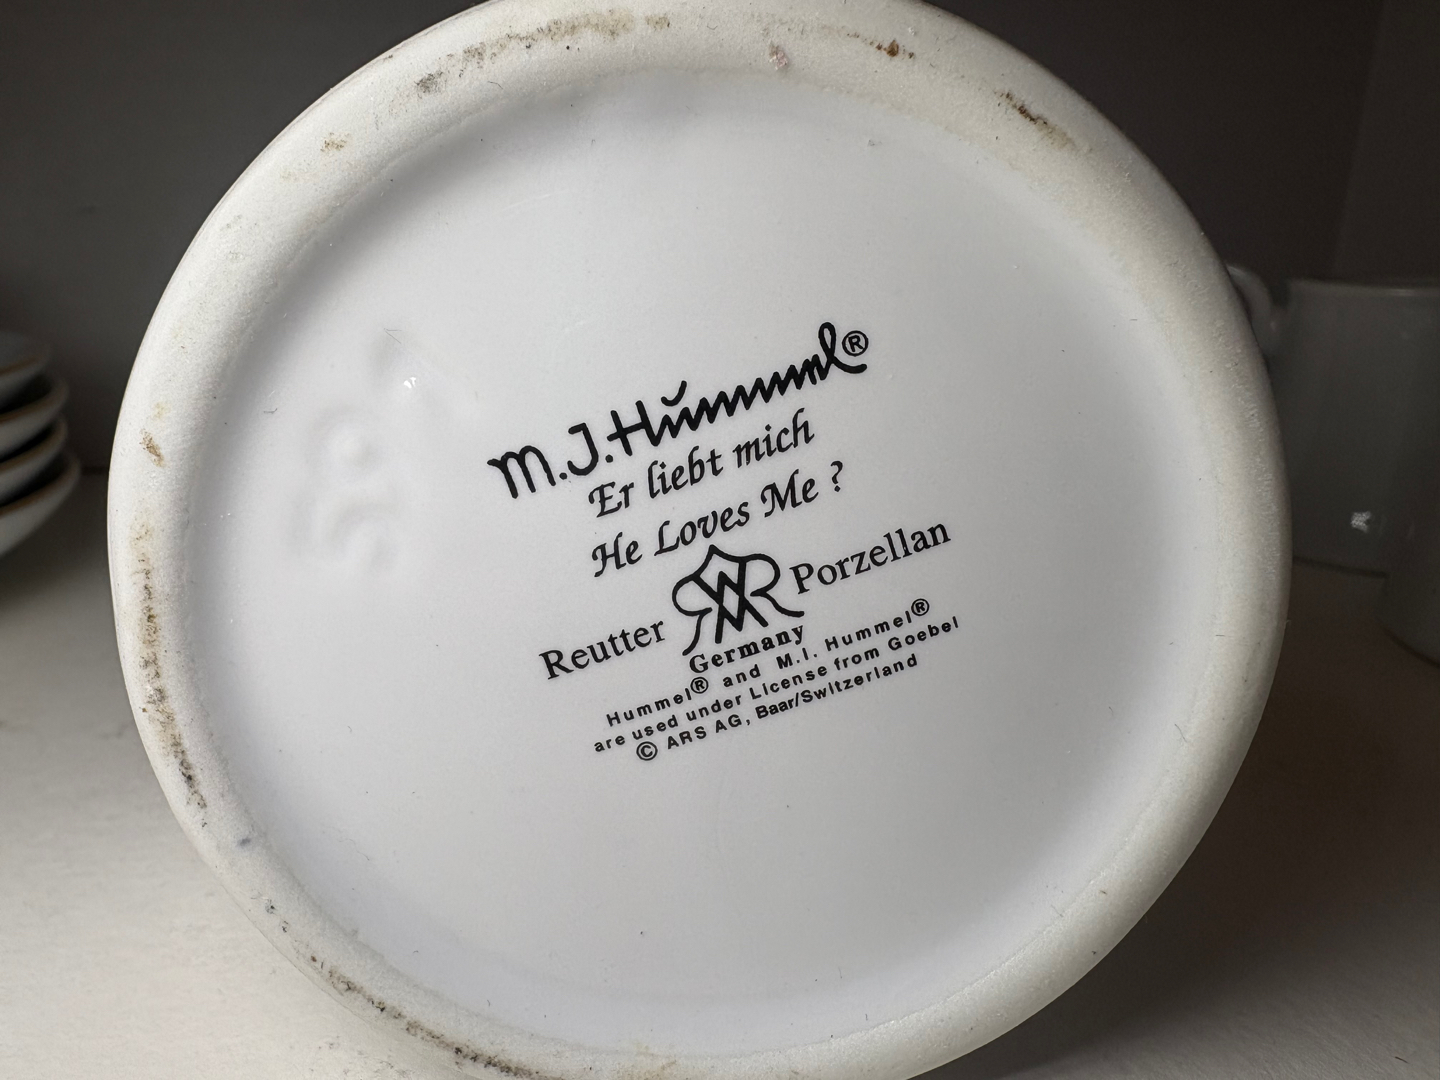 M.J.Hŭmmel®
Er liebt mich
He Loves Me ?
Reutter Porzellan
Germany
Hummel® and M.I. Hummel®
are used under License from Goebel
© ARS AG, Baar/Switzerland